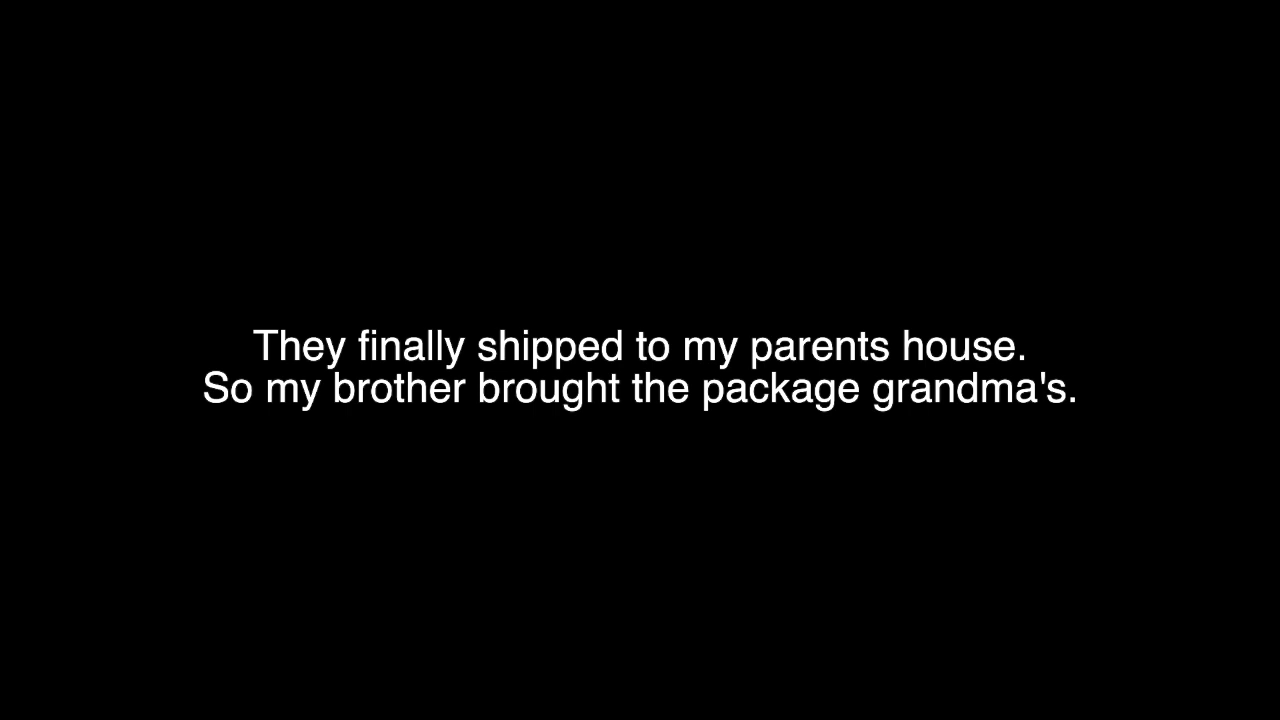 They finally shipped to my parents house.
So my brother brought the package grandma's.